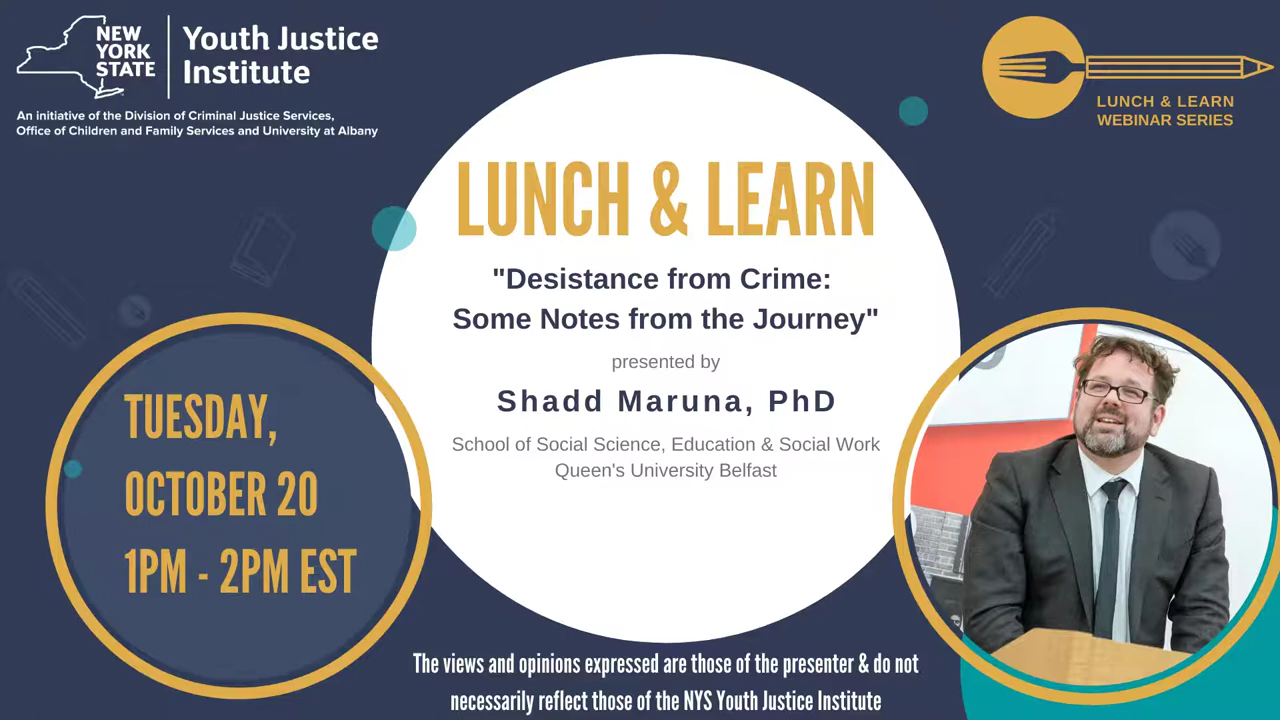 NEW
YORK
STATE
Youth Justice
Institute
An initiative of the Division of Criminal Justice Services,
Office of Children and Family Services and University at Albany
LUNCH & LEARN
WEBINAR SERIES
LUNCH & LEARN
"Desistance from Crime:
Some Notes from the Journey"
presented by
Shadd Maruna, PhD
School of Social Science, Education & Social Work
Queen's University Belfast
TUESDAY,
OCTOBER 20
1PM - 2PM EST
The views and opinions expressed are those of the presenter & do not
necessarily reflect those of the NYS Youth Justice Institute